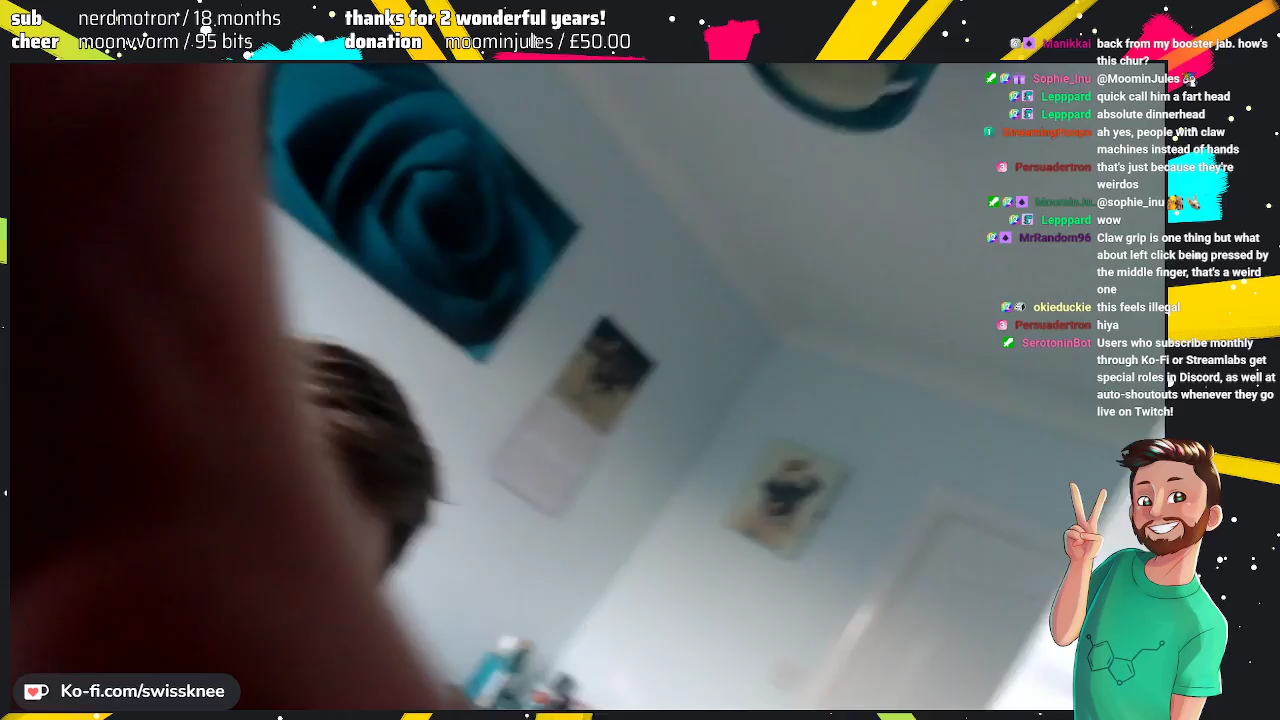 sub nerdmotron / 18 months
thanks for 2 wonderful years!
cheer moonvvorm / 95 bits
donation moominjules / £50.00
Manikkai back from my booster jab. how's
this chur?
Sophie_Inu @MoominJules
Lepppard quick call him a fart head
Lepppard absolute dinnerhead
ah yes, people with claw
machines instead of hands
Persuadertron that's just because they're
weirdos
@sophie_inu
Lepppard wow
MrRandom96 Claw grip is one thing but what
about left click being pressed by
the middle finger, that's a weird
one
okieduckie this feels illegal
Persuadertron hiya
SerotoninBot Users who subscribe monthly
through Ko-Fi or Streamlabs get
special roles in Discord, as well at
auto-shoutouts whenever they go
live on Twitch!
Ko-fi.com/swissknee